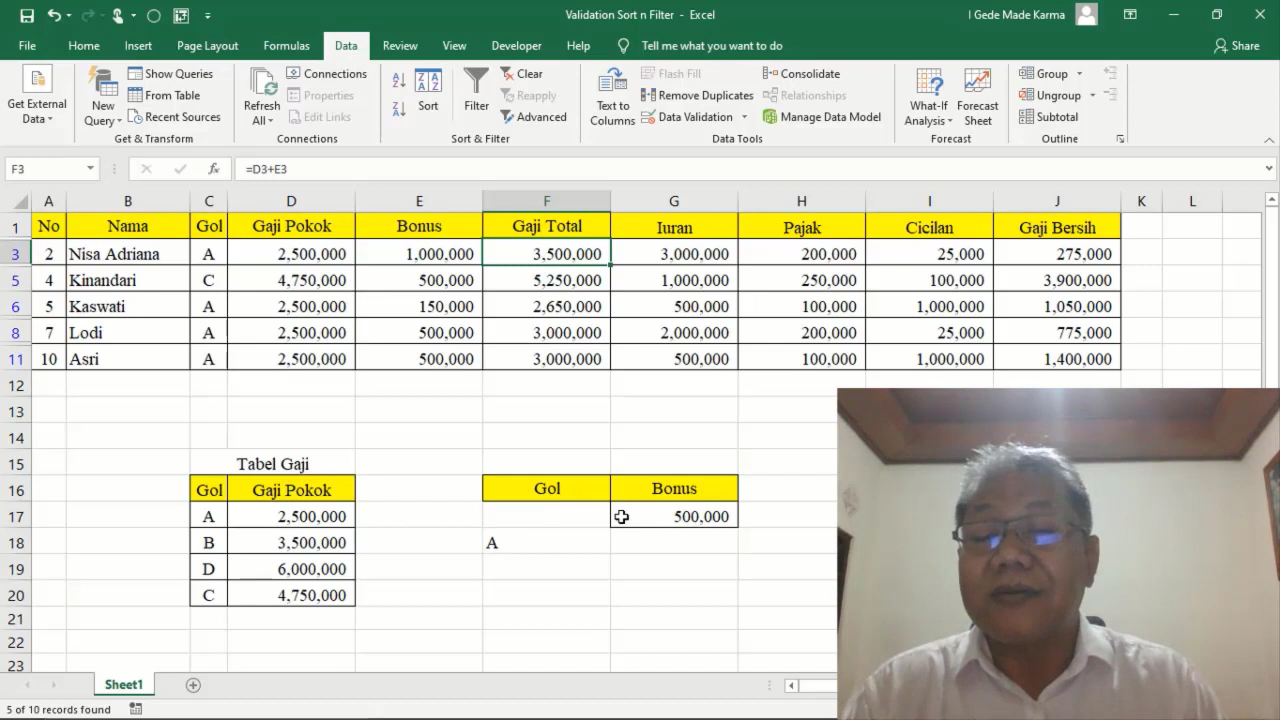 Validation Sort n Filter - Excel
I Gede Made Karma
File Home Insert Page Layout Formulas Data Review View Developer Help Tell me what you want to do Share
Get External Data
New Query
Show Queries
From Table
Recent Sources
Get & Transform
Refresh All
Connections
Properties
Edit Links
Connections
Sort
Filter
Clear
Reapply
Advanced
Sort & Filter
Text to Columns
Flash Fill
Remove Duplicates
Data Validation
Consolidate
Relationships
Manage Data Model
Data Tools
What-If Analysis
Forecast Sheet
Forecast
Group
Ungroup
Subtotal
Outline
F3 fx =D3+E3
A B C D E F G H I J K L
1 No Nama Gol Gaji Pokok Bonus Gaji Total Iuran Pajak Cicilan Gaji Bersih
3 2 Nisa Adriana A 2,500,000 1,000,000 3,500,000 3,000,000 200,000 25,000 275,000
5 4 Kinandari C 4,750,000 500,000 5,250,000 1,000,000 250,000 100,000 3,900,000
6 5 Kaswati A 2,500,000 150,000 2,650,000 500,000 100,000 1,000,000 1,050,000
8 7 Lodi A 2,500,000 500,000 3,000,000 2,000,000 200,000 25,000 775,000
11 10 Asri A 2,500,000 500,000 3,000,000 500,000 100,000 1,000,000 1,400,000
12
13
14
15 Tabel Gaji
16 Gol Gaji Pokok Gol Bonus
17 A 2,500,000 500,000
18 B 3,500,000 A
19 D 6,000,000
20 C 4,750,000
21
22
23
Sheet1
5 of 10 records found